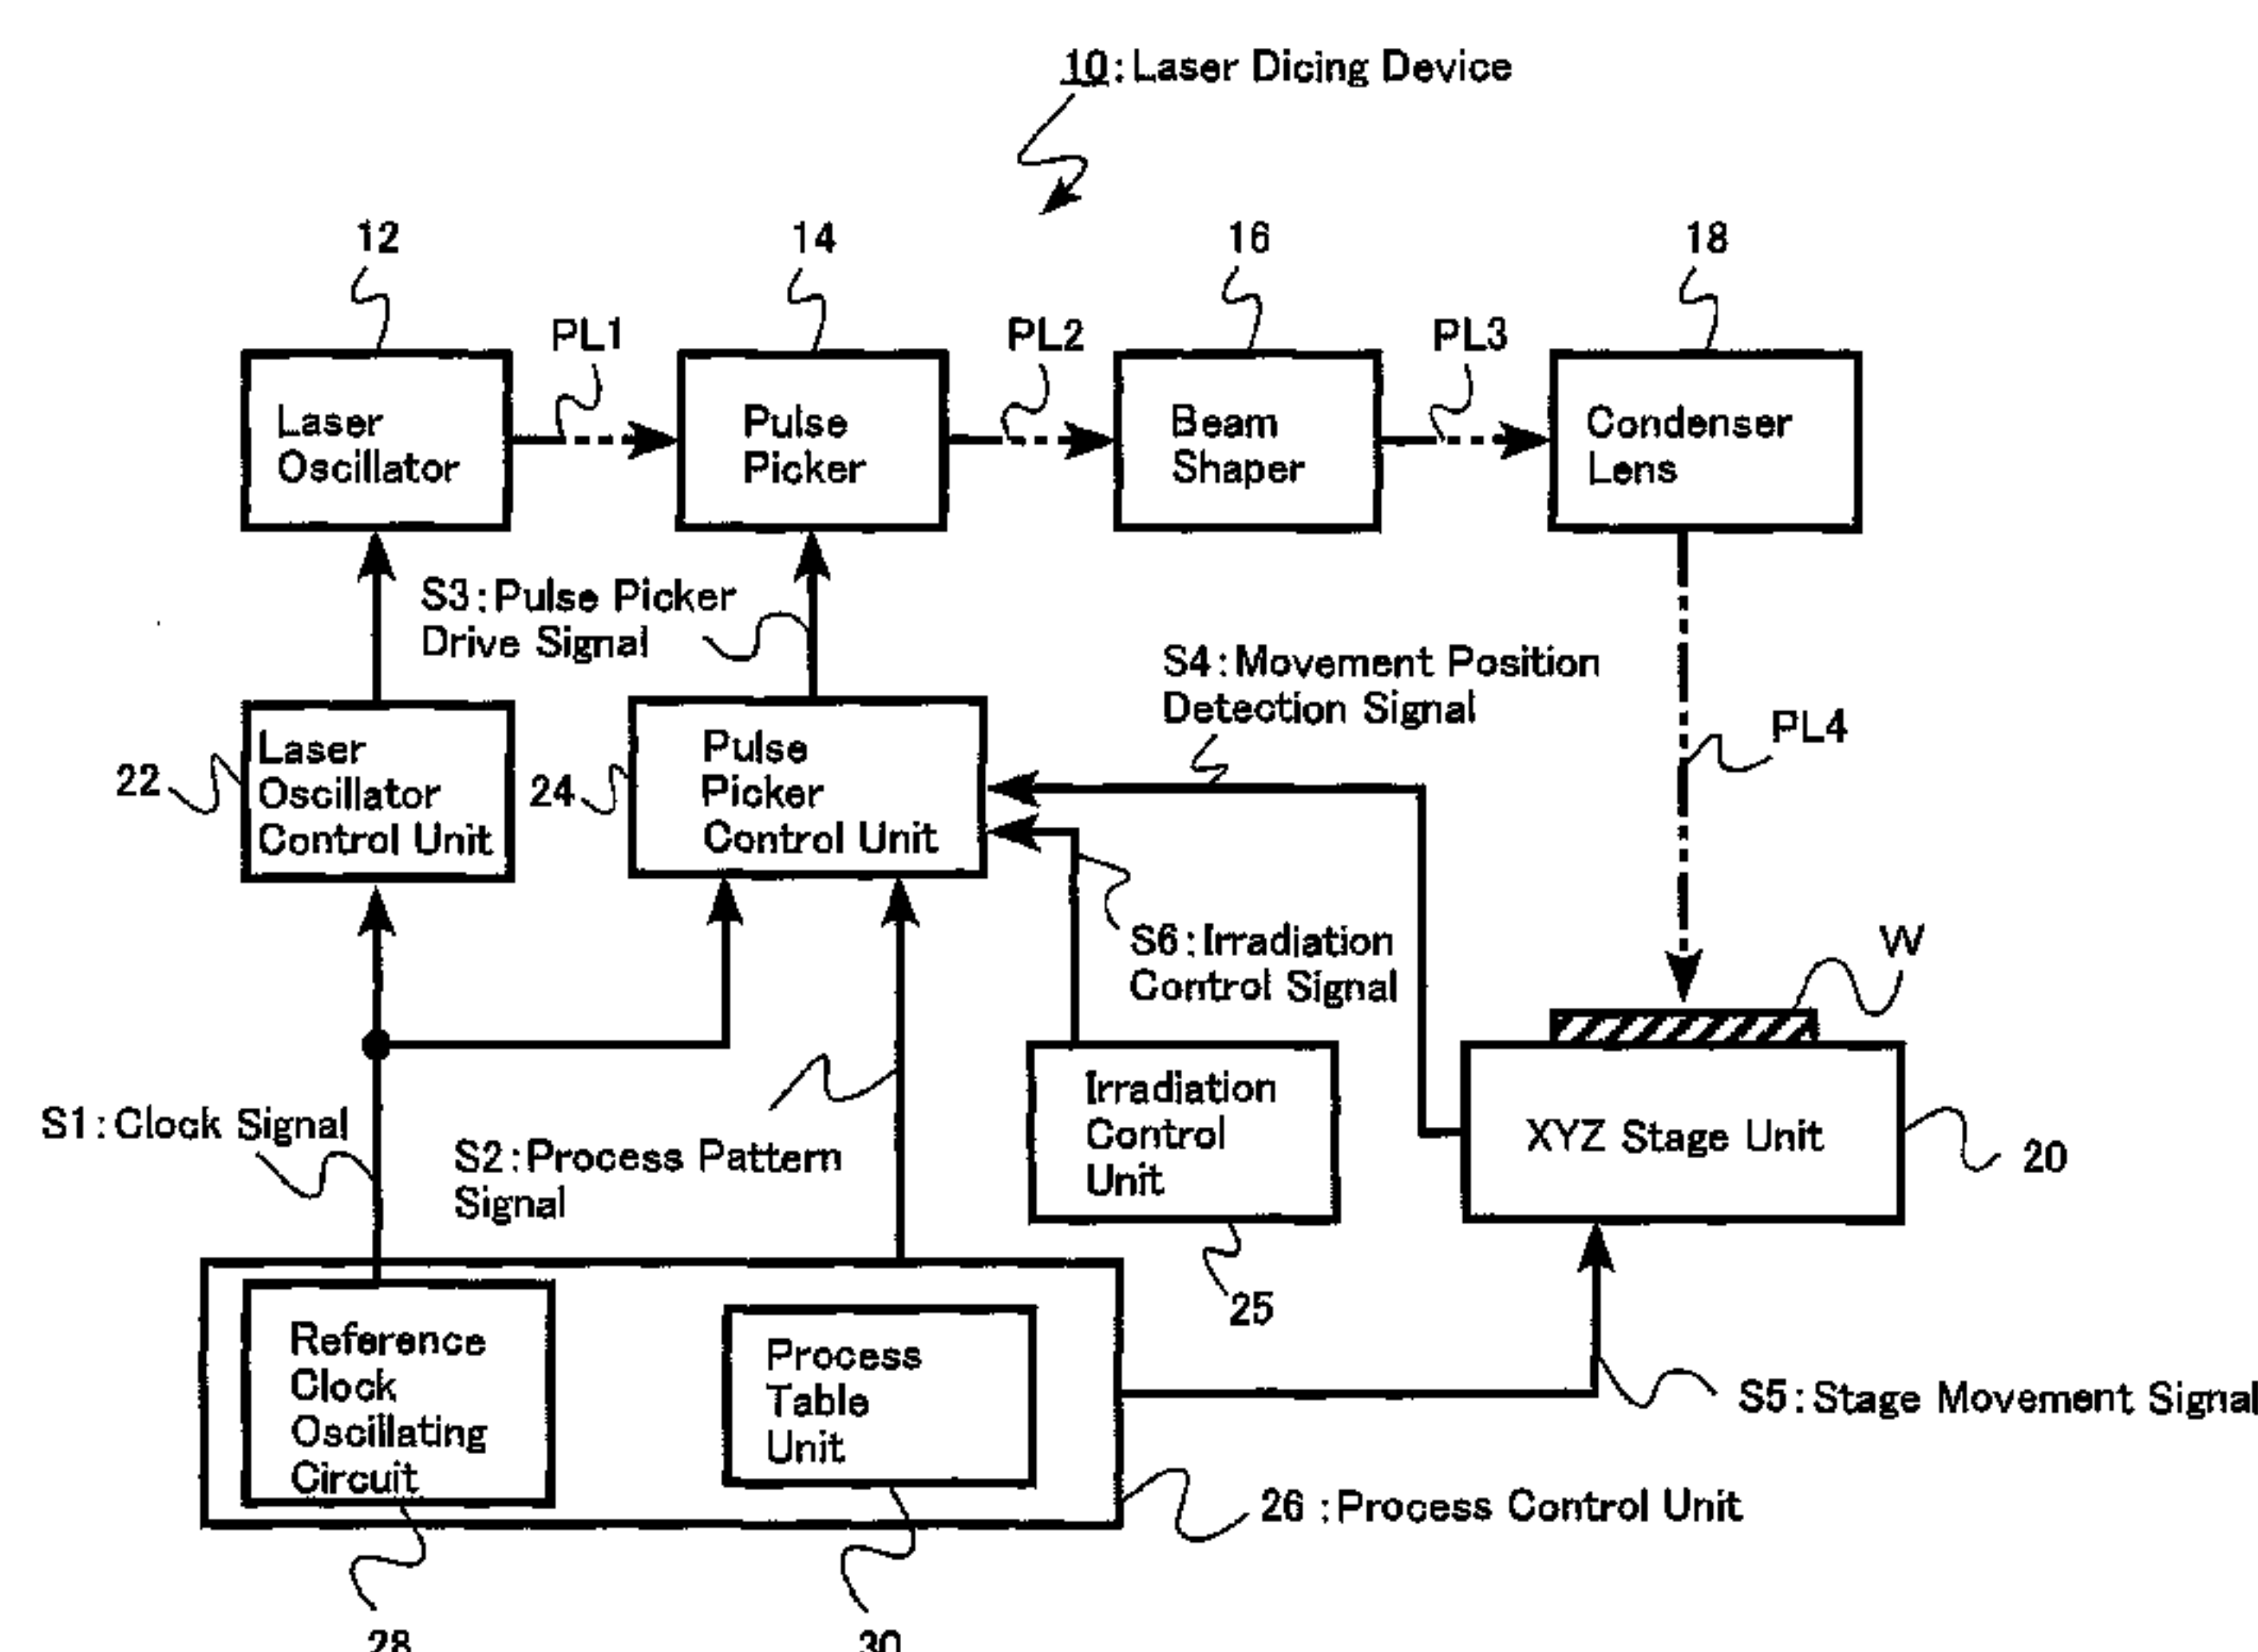 10:Laser Dicing Device
12
14
16
18
PL1
PL2
PL3
Laser
Oscillator
Pulse
Picker
Beam
Shaper
Condenser
Lens
S3:Pulse Picker
Drive Signal
S4:Movement Position
Detection Signal
PL4
22
Laser
Oscillator
Control Unit
24
Pulse
Picker
Control Unit
S6:Irradiation
Control Signal
W
S1:Clock Signal
S2:Process Pattern
Signal
Irradiation
Control
Unit
XYZ Stage Unit
20
25
Reference
Clock
Oscillating
Circuit
Process
Table
Unit
S5:Stage Movement Signal
26 :Process Control Unit
28
30